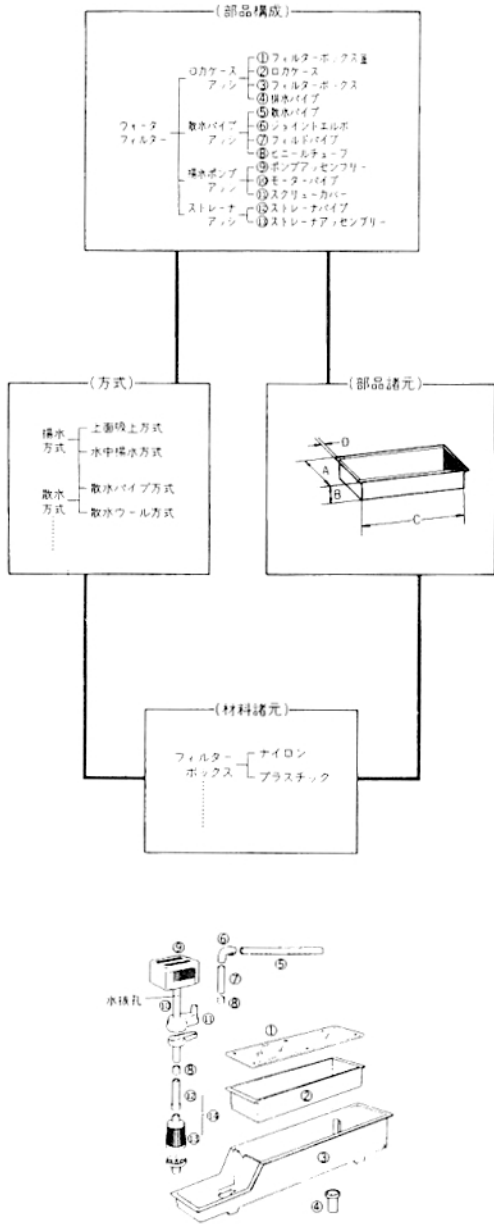 (部品構成)
ウォータ
フィルター
ロカケース
アッシ
①フィルターボックス蓋
②ロカケース
③フィルターボックス
④排水パイプ
散水パイプ
アッシ
⑤散水パイプ
⑥ジョイントエルボ
⑦フィルドパイプ
⑧ビニールチューブ
揚水ポンプ
アッシ
⑨ポンプアッセンブリー
⑩モーターパイプ
⑪スクリューカバー
ストレーナ
アッシ
⑫ストレーナパイプ
⑬ストレーナアッセンブリー
(方式)
揚水
方式
上面吸上方式
水中揚水方式
散水
方式
散水パイプ方式
散水ウール方式
(部品諸元)
D
A
B
C
(材料諸元)
フィルター
ボックス
ナイロン
プラスチック
⑨
⑥
⑤
⑦
⑧
水抜孔
⑩
⑪
①
⑧
②
⑫
⑭
⑬
③
④